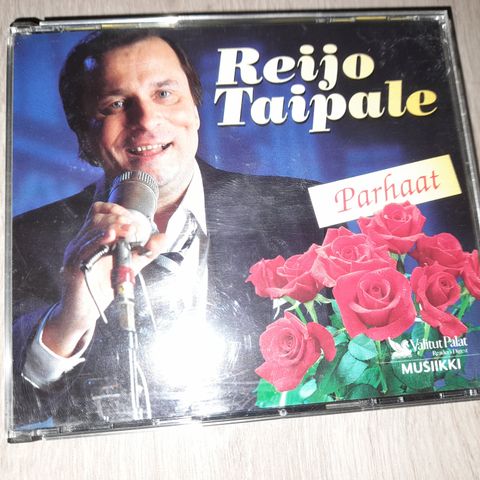 Reijo
Taipale
Parhaat
Valitut Palat
Reader's Digest
MUSIIKKI